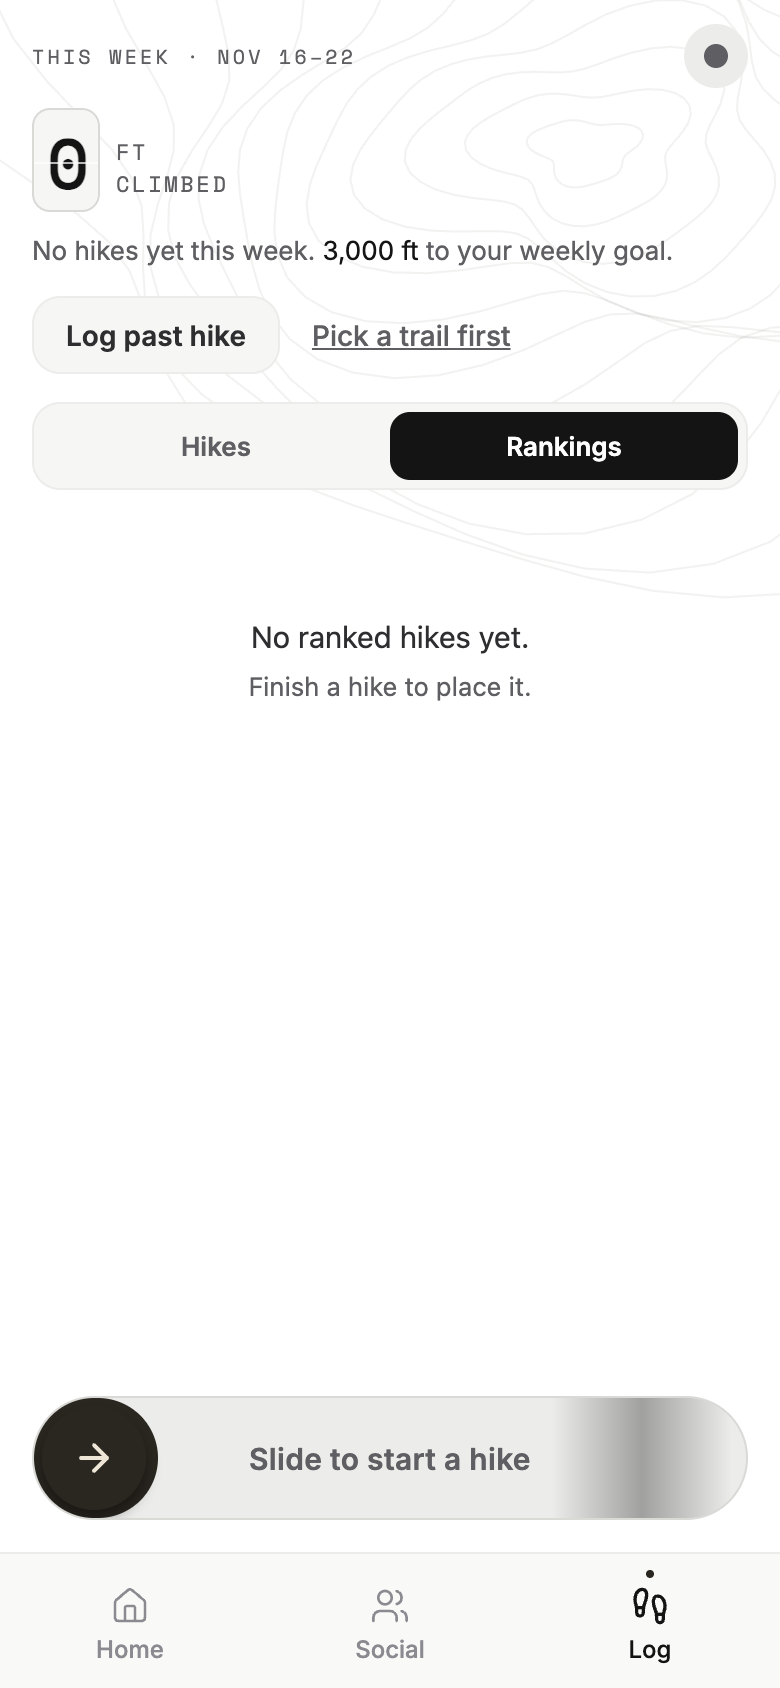 THIS WEEK · NOV 16–22
0
FT
CLIMBED
No hikes yet this week. 3,000 ft to your weekly goal.
Log past hike
Pick a trail first
Hikes
Rankings
No ranked hikes yet.
Finish a hike to place it.
Slide to start a hike
Home
Social
Log